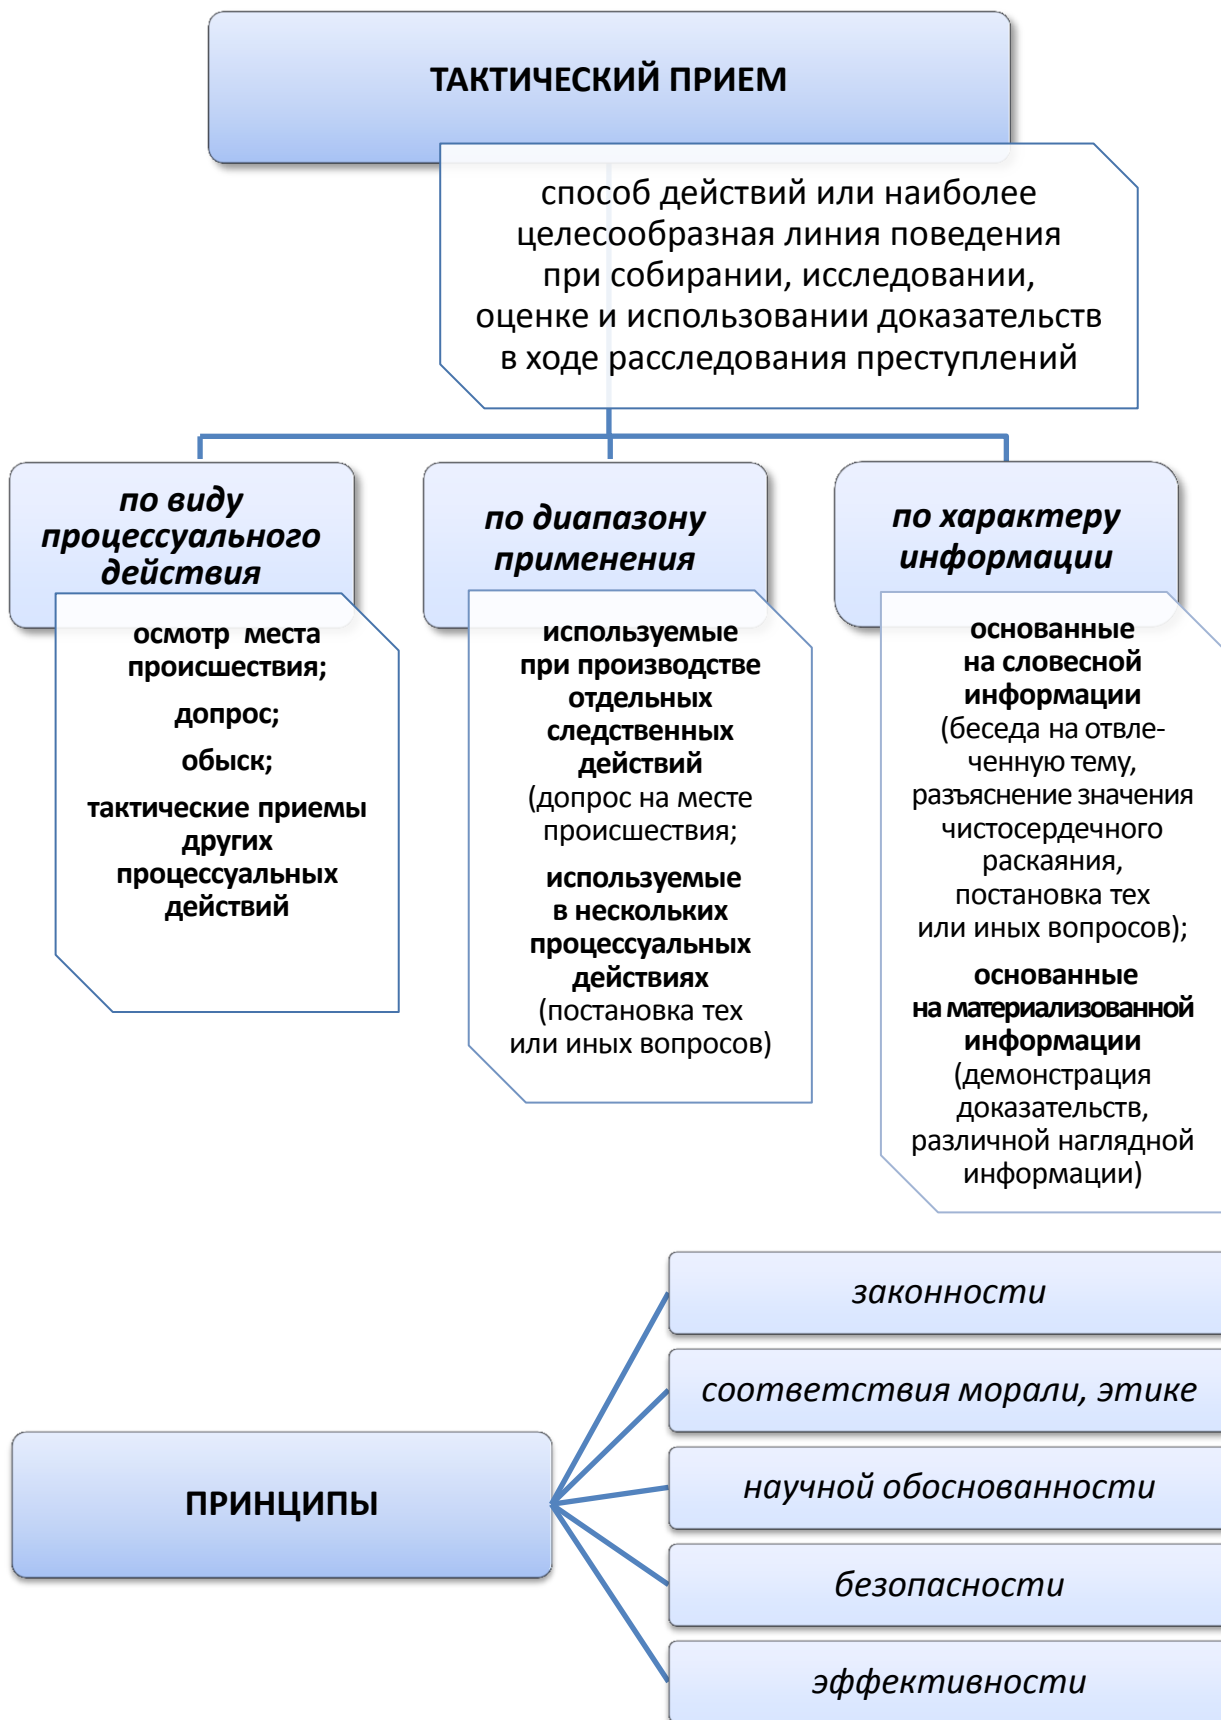 ТАКТИЧЕСКИЙ ПРИЕМ
способ действий или наиболее
целесообразная линия поведения
при собирании, исследовании,
оценке и использовании доказательств
в ходе расследования преступлений
по виду
процессуального
действия
осмотр места
происшествия;
допрос;
обыск;
тактические приемы
других
процессуальных
действий
по диапазону
применения
используемые
при производстве
отдельных
следственных
действий
(допрос на месте
происшествия;
используемые
в нескольких
процессуальных
действиях
(постановка тех
или иных вопросов)
по характеру
информации
основанные
на словесной
информации
(беседа на отвле-
ченную тему,
разъяснение значения
чистосердечного
раскаяния,
постановка тех
или иных вопросов);
основанные
на материализованной
информации
(демонстрация
доказательств,
различной наглядной
информации)
ПРИНЦИПЫ
законности
соответствия морали, этике
научной обоснованности
безопасности
эффективности